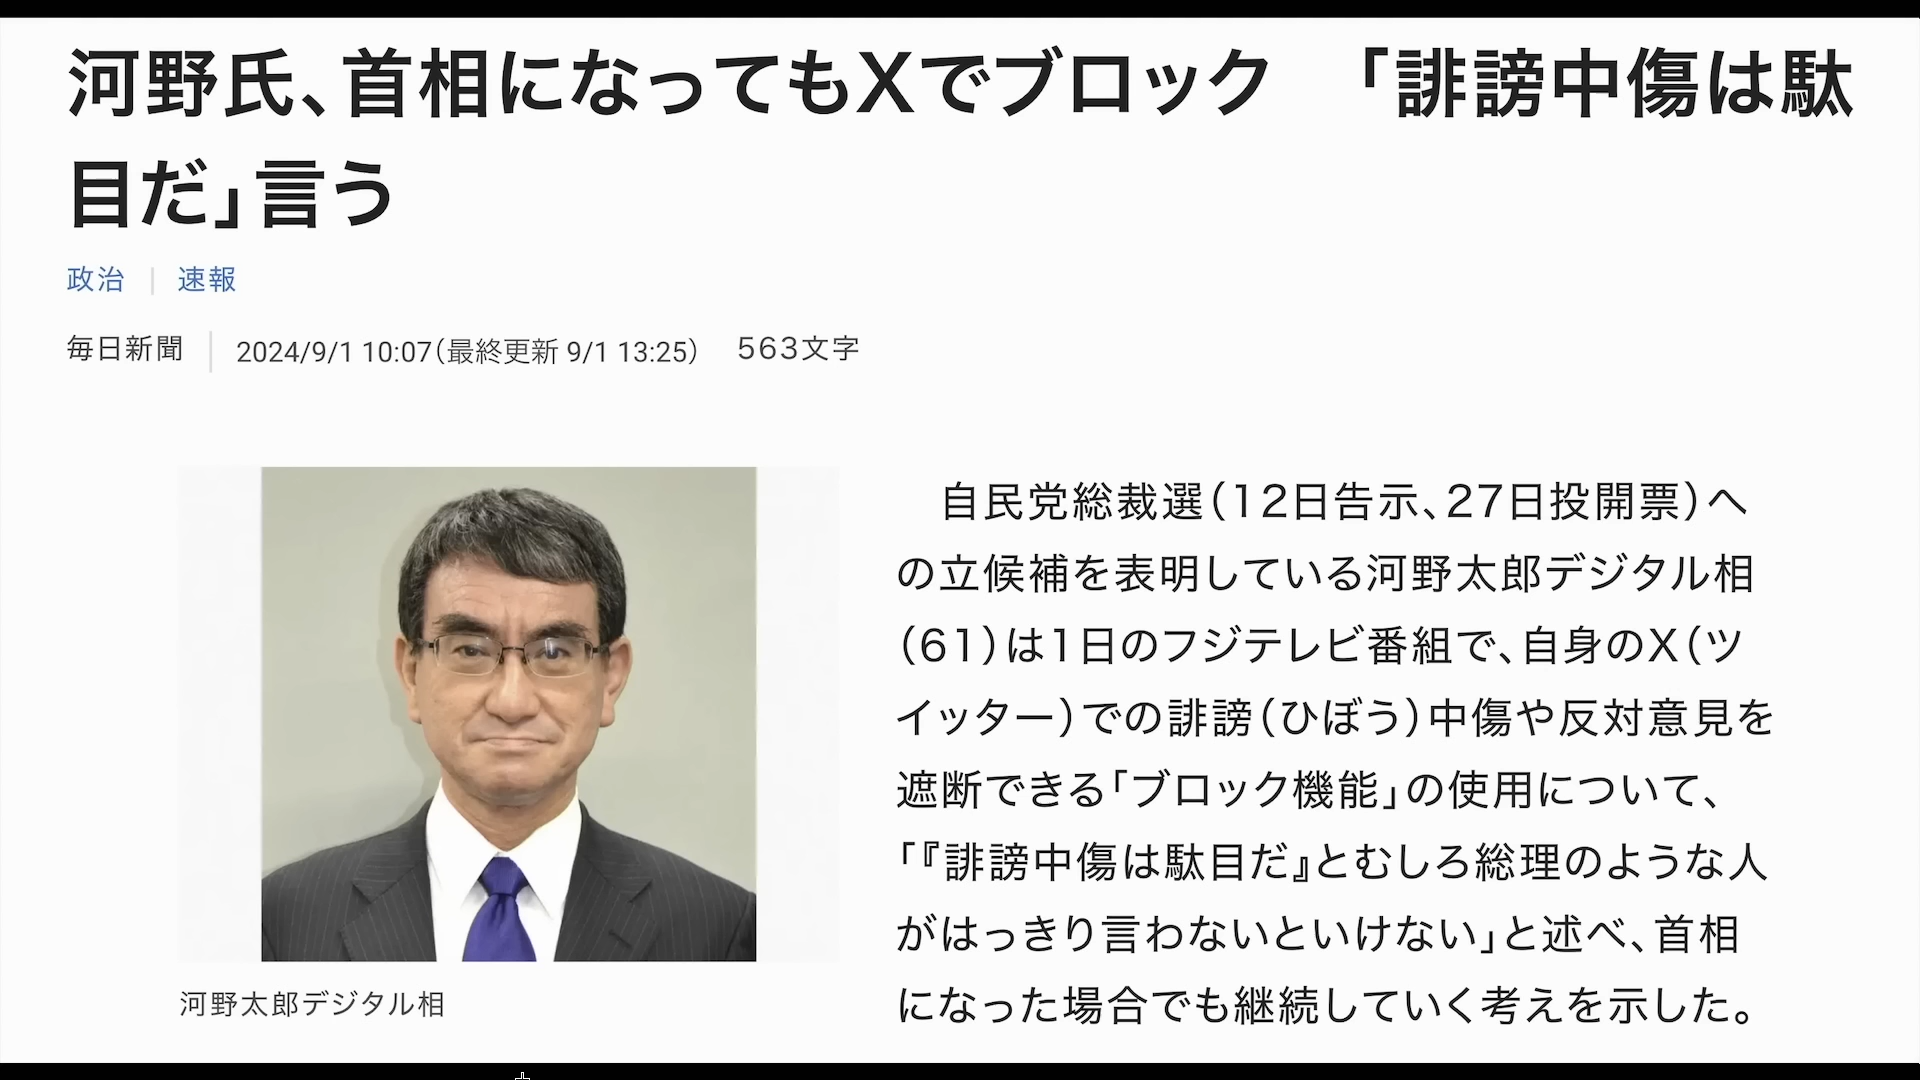 河野氏、首相になってもXでブロック　「誹謗中傷は駄
目だ」言う
政治 | 速報
毎日新聞 | 2024/9/1 10:07(最終更新 9/1 13:25) 563文字
自民党総裁選(12日告示、27日投開票)へ
の立候補を表明している河野太郎デジタル相
(61)は1日のフジテレビ番組で、自身のX(ツ
イッター)での誹謗(ひぼう)中傷や反対意見を
遮断できる「ブロック機能」の使用について、
「『誹謗中傷は駄目だ』とむしろ総理のような人
がはっきり言わないといけない」と述べ、首相
になった場合でも継続していく考えを示した。
河野太郎デジタル相